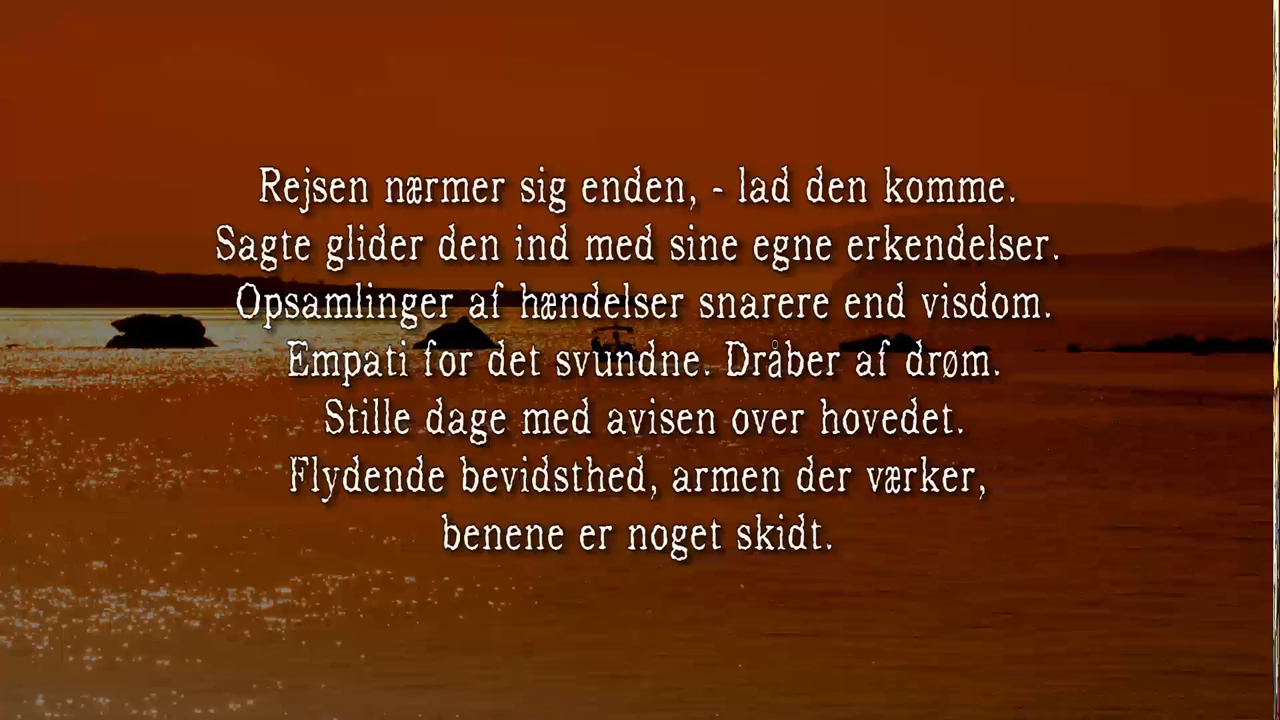 Rejsen nærmer sig enden, - lad den komme.
Sagte glider den ind med sine egne erkendelser.
Opsamlinger af hændelser snarere end visdom.
Empati for det svundne. Dråber af drøm.
Stille dage med avisen over hovedet.
Flydende bevidsthed, armen der værker,
benene er noget skidt.